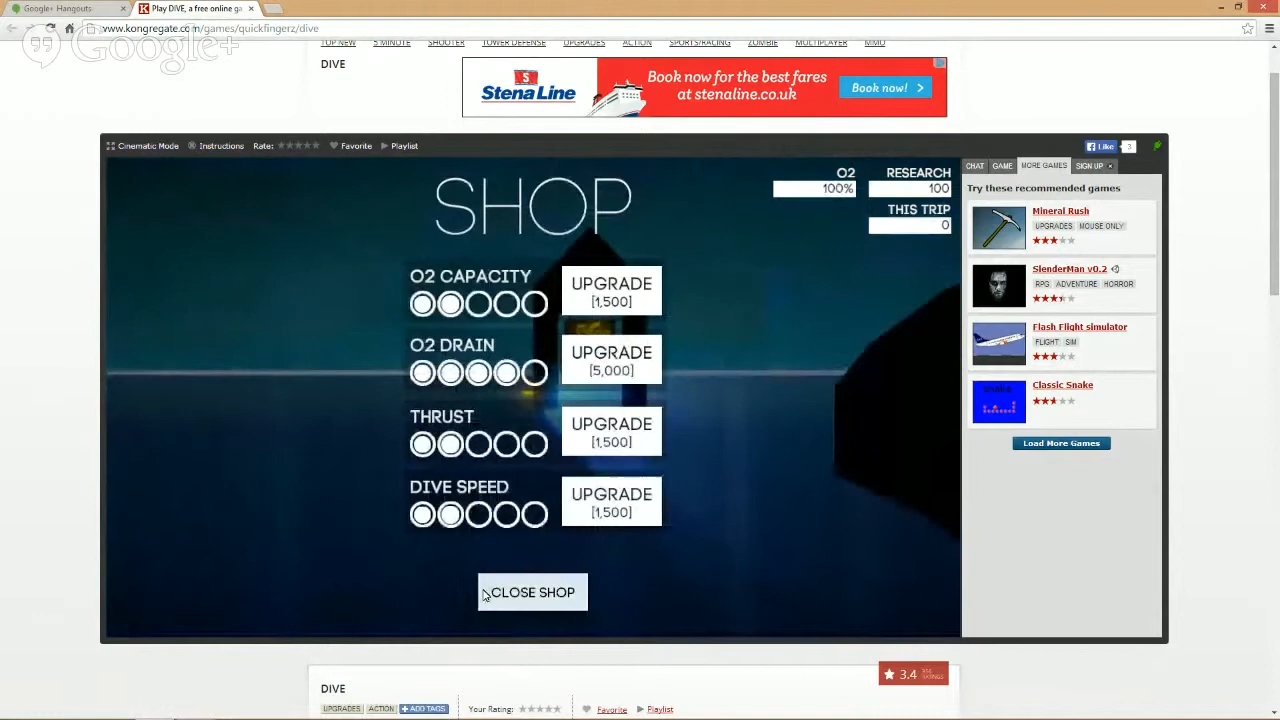 Google+ Hangouts
Play DIVE, a free online ga
www.kongregate.com/games/quickfingerz/dive
Google+
TOP NEW 5 MINUTE SHOOTER TOWER DEFENSE UPGRADES ACTION SPORTS/RACING ZOMBIE MULTIPLAYER MMO
DIVE
S
STENA LINE
Book now for the best fares
at stenaline.co.uk
Book now!
Cinematic Mode Instructions Rate: Favorite Playlist
Like 3
CHAT GAME MORE GAMES SIGN UP
SHOP
O2
100%
RESEARCH
100
THIS TRIP
0
O2 CAPACITY
UPGRADE
[1,500]
O2 DRAIN
UPGRADE
[5,000]
THRUST
UPGRADE
[1,500]
DIVE SPEED
UPGRADE
[1,500]
CLOSE SHOP
Try these recommended games
Mineral Rush
UPGRADES MOUSE ONLY
SlenderMan v0.2
RPG ADVENTURE HORROR
Flash Flight simulator
FLIGHT SIM
Classic Snake
snake
Load More Games
3.4
RATINGS
DIVE
UPGRADES ACTION ADD TAGS
Your Rating:
Favorite Playlist